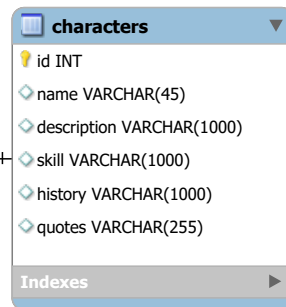 characters
id INT
name VARCHAR(45)
description VARCHAR(1000)
skill VARCHAR(1000)
history VARCHAR(1000)
quotes VARCHAR(255)
Indexes